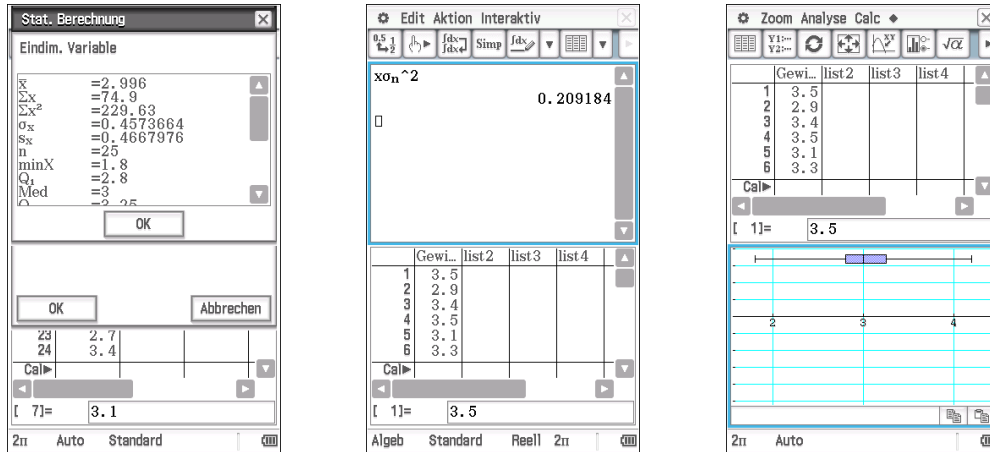 Stat. Berechnung
Eindim. Variable
x̄ =2.996
Σx =74.9
Σx² =229.63
σx =0.4573664
sx =0.4667976
n =25
minX =1.8
Q₁ =2.8
Med =3
OK
OK Abbrechen
23 2.7
24 3.4
Cal▶
[ 7]= 3.1
2π Auto Standard
Edit Aktion Interaktiv
0.5 1 2 ∫dx ∫dx Simp ∫dx
xσn^2
0.209184
Gewi… list2 list3 list4
1 3.5
2 2.9
3 3.4
4 3.5
5 3.1
6 3.3
Cal▶
[ 1]= 3.5
Algeb Standard Reell 2π
Zoom Analyse Calc ◆
Y1:… Y2:… XY √α
Gewi… list2 list3 list4
1 3.5
2 2.9
3 3.4
4 3.5
5 3.1
6 3.3
Cal▶
[ 1]= 3.5
2 3 4
2π Auto